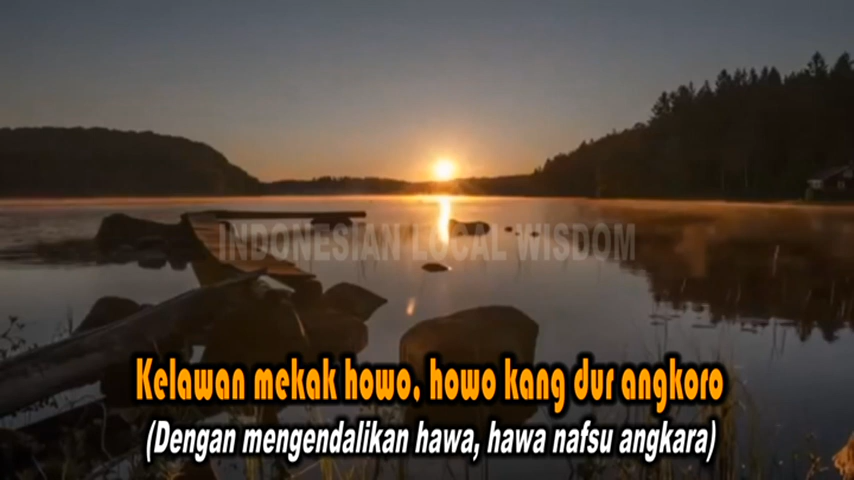 INDONESIAN LOCAL WISDOM
Kelawan mekak howo, howo kang dur angkoro
(Dengan mengendalikan hawa, hawa nafsu angkara)